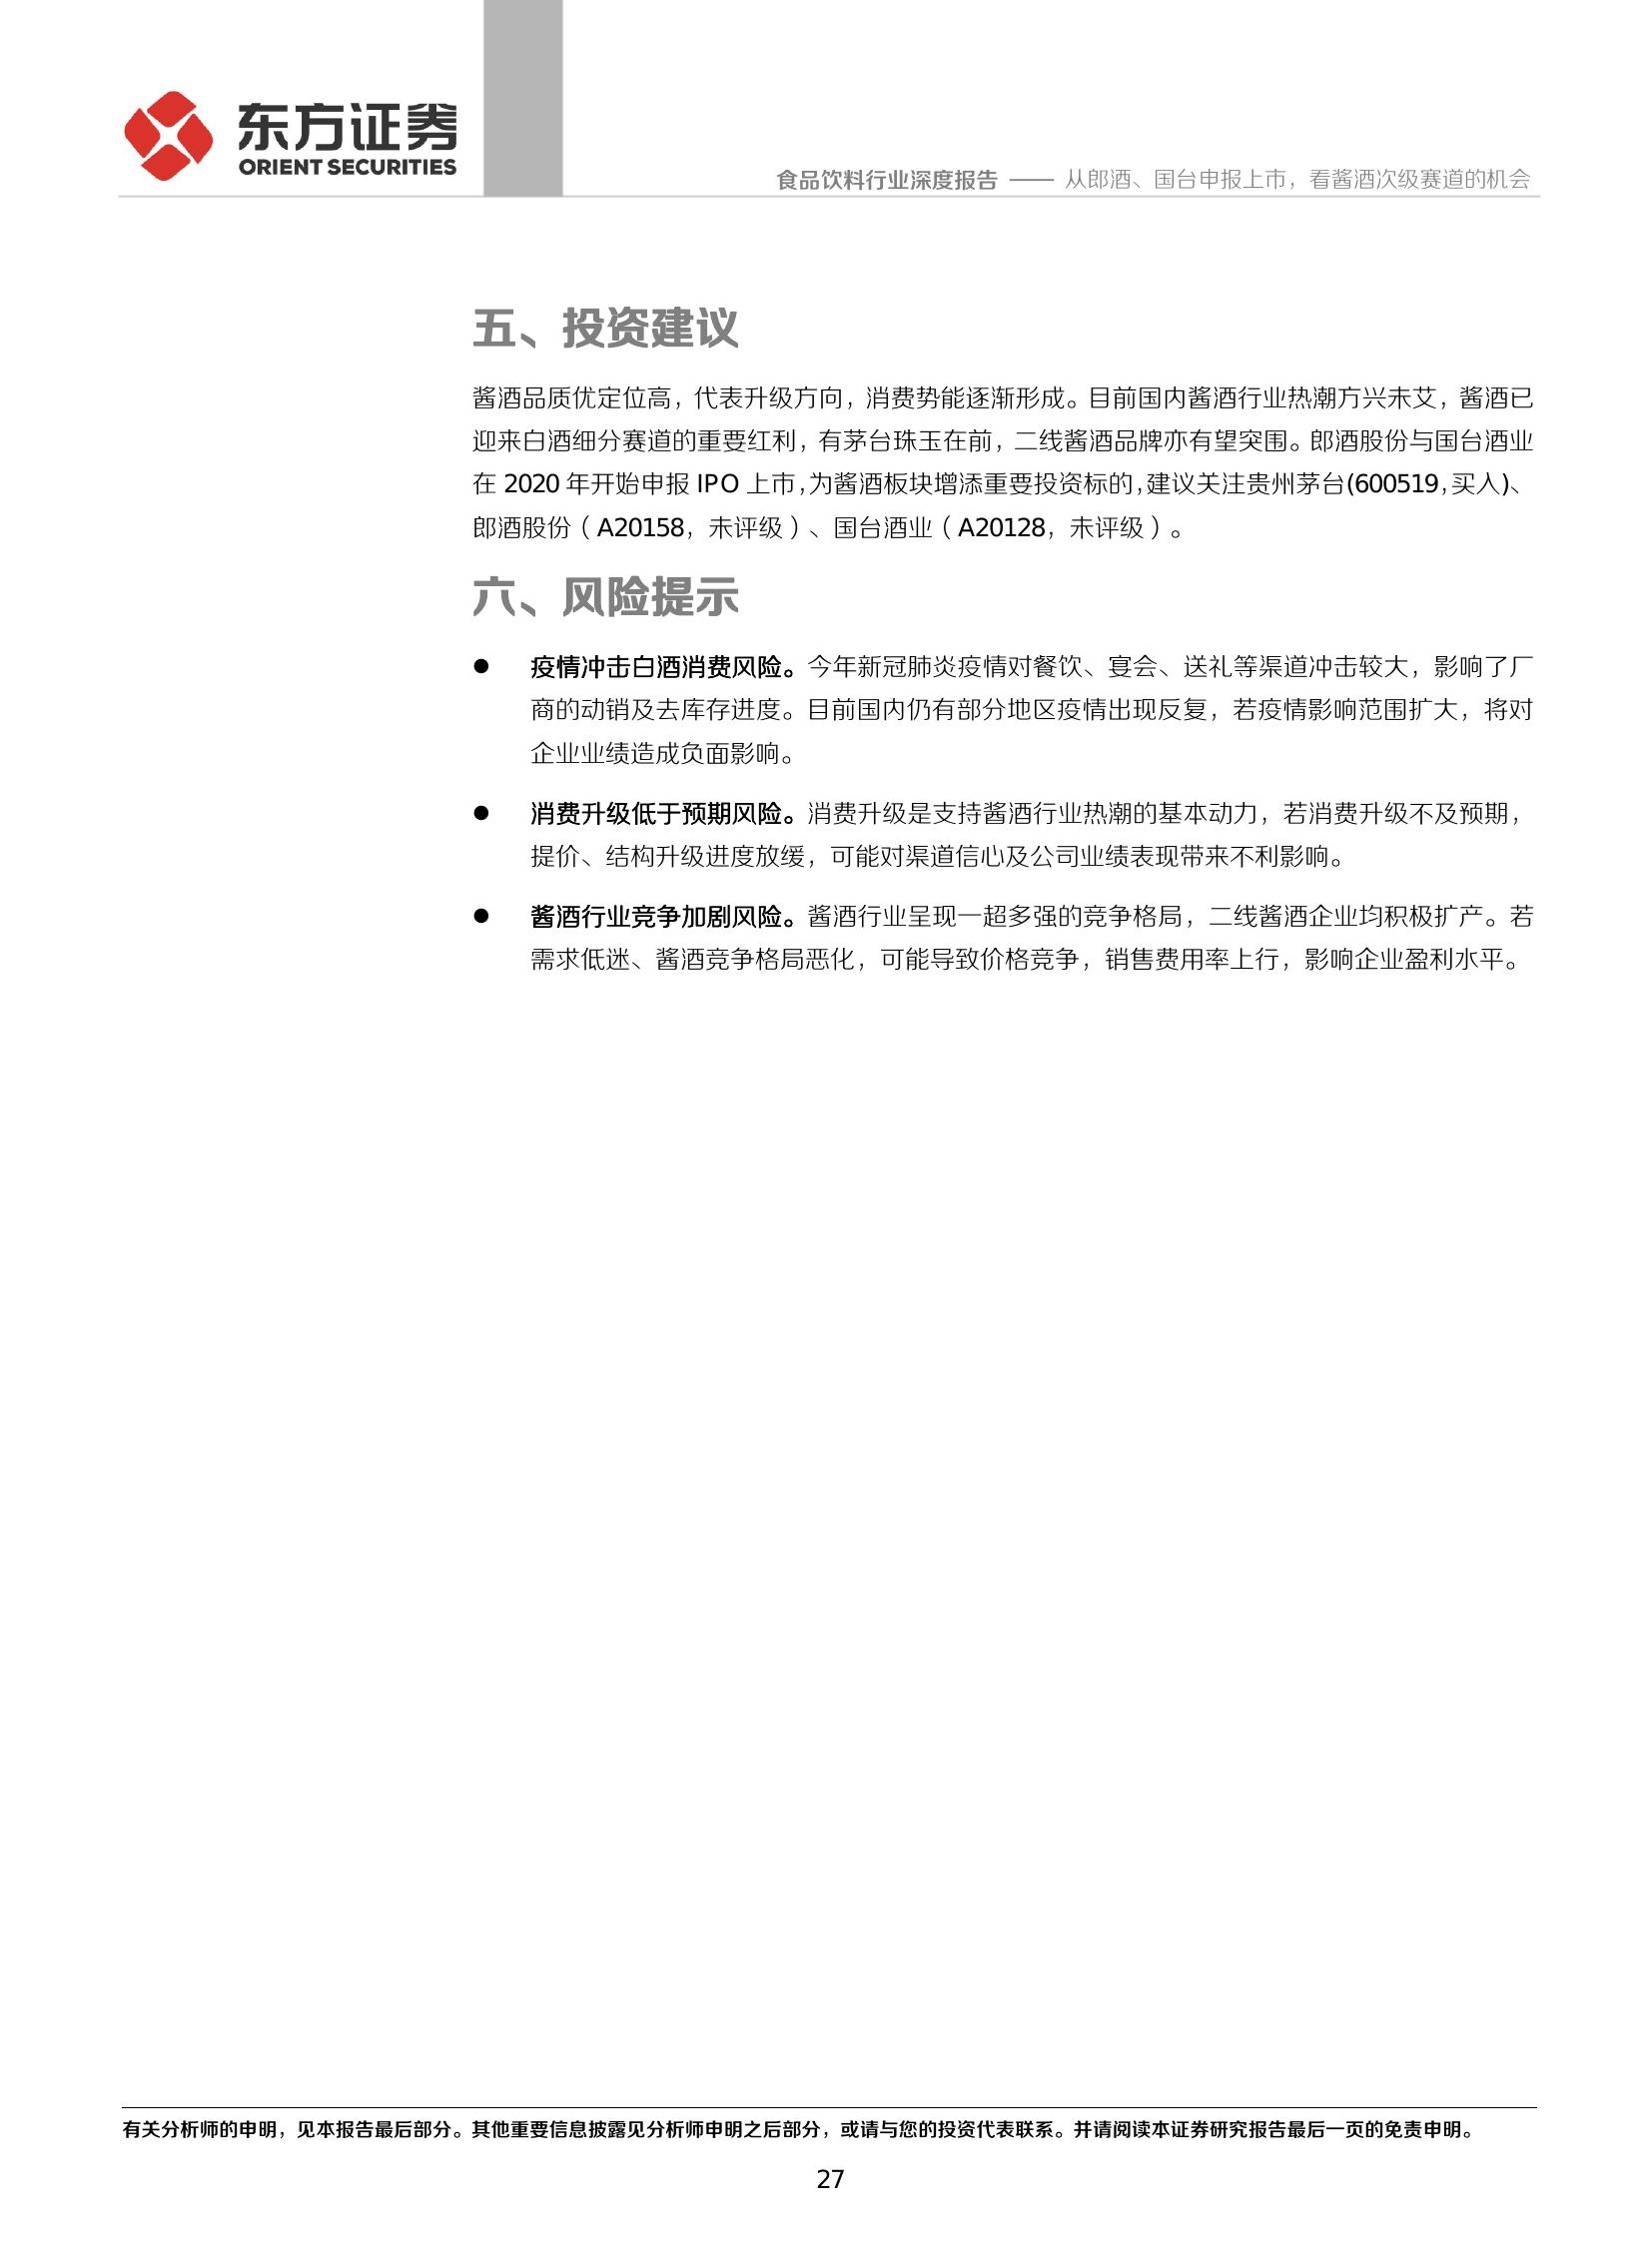 东方证券
ORIENT SECURITIES
食品饮料行业深度报告 —— 从郎酒、国台申报上市，看酱酒次级赛道的机会
五、投资建议
酱酒品质优定位高，代表升级方向，消费势能逐渐形成。目前国内酱酒行业热潮方兴未艾，酱酒已
迎来白酒细分赛道的重要红利，有茅台珠玉在前，二线酱酒品牌亦有望突围。郎酒股份与国台酒业
在 2020 年开始申报 IPO 上市，为酱酒板块增添重要投资标的，建议关注贵州茅台(600519，买入)、
郎酒股份（A20158，未评级）、国台酒业（A20128，未评级）。
六、风险提示
● 疫情冲击白酒消费风险。今年新冠肺炎疫情对餐饮、宴会、送礼等渠道冲击较大，影响了厂
商的动销及去库存进度。目前国内仍有部分地区疫情出现反复，若疫情影响范围扩大，将对
企业业绩造成负面影响。
● 消费升级低于预期风险。消费升级是支持酱酒行业热潮的基本动力，若消费升级不及预期，
提价、结构升级进度放缓，可能对渠道信心及公司业绩表现带来不利影响。
● 酱酒行业竞争加剧风险。酱酒行业呈现一超多强的竞争格局，二线酱酒企业均积极扩产。若
需求低迷、酱酒竞争格局恶化，可能导致价格竞争，销售费用率上行，影响企业盈利水平。
有关分析师的申明，见本报告最后部分。其他重要信息披露见分析师申明之后部分，或请与您的投资代表联系。并请阅读本证券研究报告最后一页的免责申明。
27